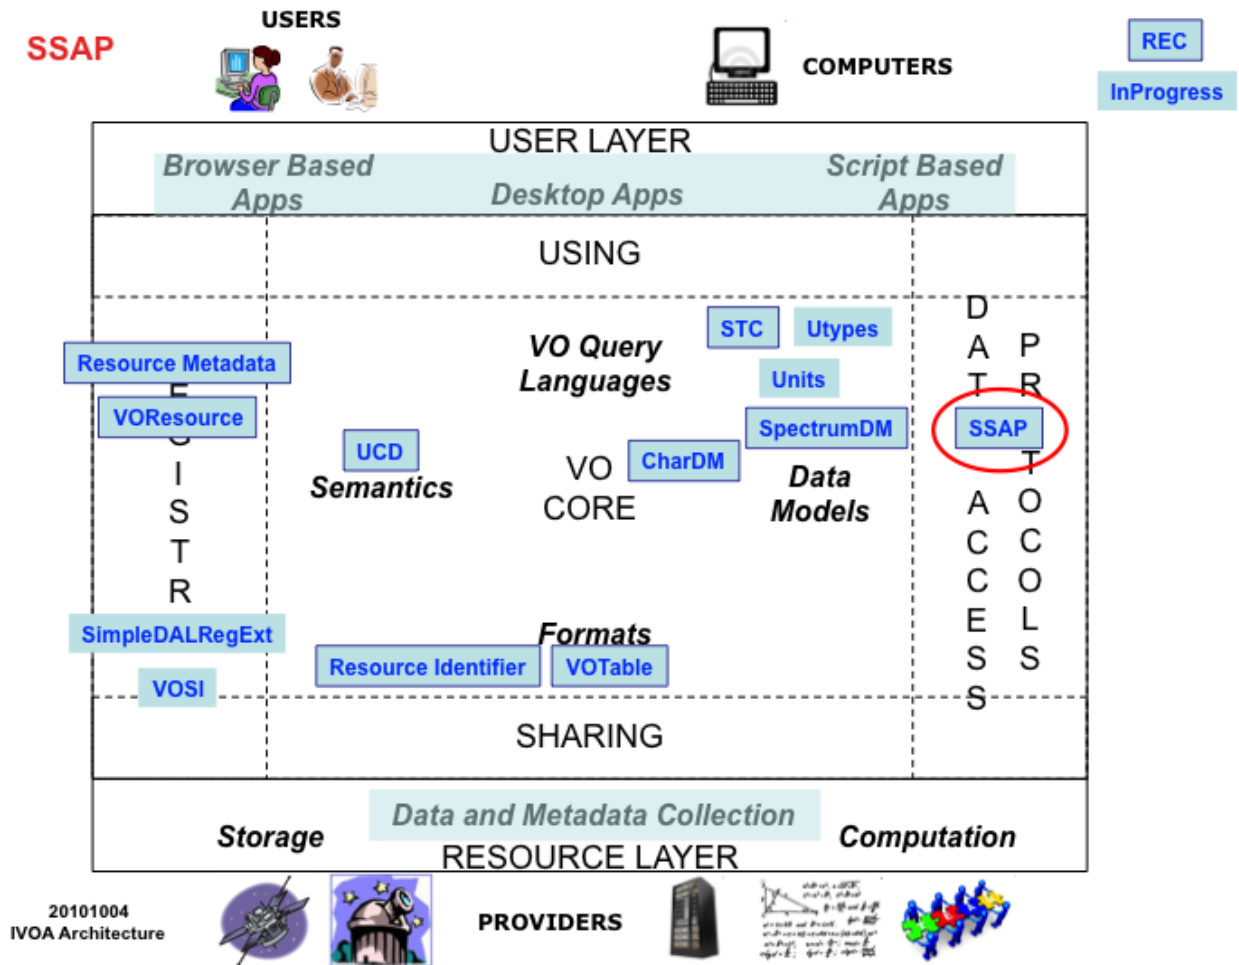 SSAP
USERS
COMPUTERS
REC
InProgress
USER LAYER
Browser Based
Apps
Desktop Apps
Script Based
Apps
USING
VO Query
Languages
STC
Utypes
Units
Resource Metadata
VOResource
E
G
I
S
T
R
SimpleDALRegExt
VOSI
UCD
Semantics
VO
CORE
CharDM
SpectrumDM
Data
Models
D
A
T
A
C
C
E
S
S
P
R
T
O
C
O
L
S
SSAP
Formats
Resource Identifier
VOTable
SHARING
Data and Metadata Collection
Storage
Computation
RESOURCE LAYER
20101004
IVOA Architecture
PROVIDERS